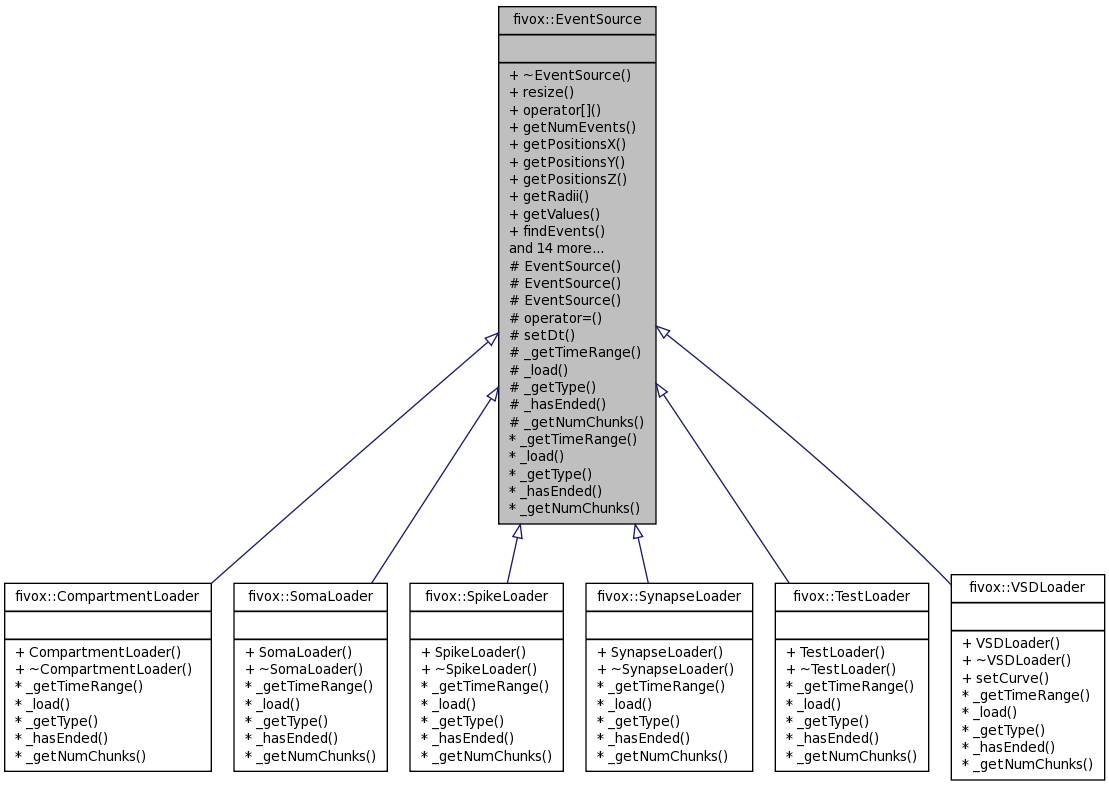 fivox::EventSource
+ ~EventSource()
+ resize()
+ operator[]()
+ getNumEvents()
+ getPositionsX()
+ getPositionsY()
+ getPositionsZ()
+ getRadii()
+ getValues()
+ findEvents()
and 14 more...
# EventSource()
# EventSource()
# EventSource()
# operator=()
# setDt()
# _getTimeRange()
# _load()
# _getType()
# _hasEnded()
# _getNumChunks()
* _getTimeRange()
* _load()
* _getType()
* _hasEnded()
* _getNumChunks()
fivox::CompartmentLoader
+ CompartmentLoader()
+ ~CompartmentLoader()
* _getTimeRange()
* _load()
* _getType()
* _hasEnded()
* _getNumChunks()
fivox::SomaLoader
+ SomaLoader()
+ ~SomaLoader()
* _getTimeRange()
* _load()
* _getType()
* _hasEnded()
* _getNumChunks()
fivox::SpikeLoader
+ SpikeLoader()
+ ~SpikeLoader()
* _getTimeRange()
* _load()
* _getType()
* _hasEnded()
* _getNumChunks()
fivox::SynapseLoader
+ SynapseLoader()
+ ~SynapseLoader()
* _getTimeRange()
* _load()
* _getType()
* _hasEnded()
* _getNumChunks()
fivox::TestLoader
+ TestLoader()
+ ~TestLoader()
* _getTimeRange()
* _load()
* _getType()
* _hasEnded()
* _getNumChunks()
fivox::VSDLoader
+ VSDLoader()
+ ~VSDLoader()
+ setCurve()
* _getTimeRange()
* _load()
* _getType()
* _hasEnded()
* _getNumChunks()